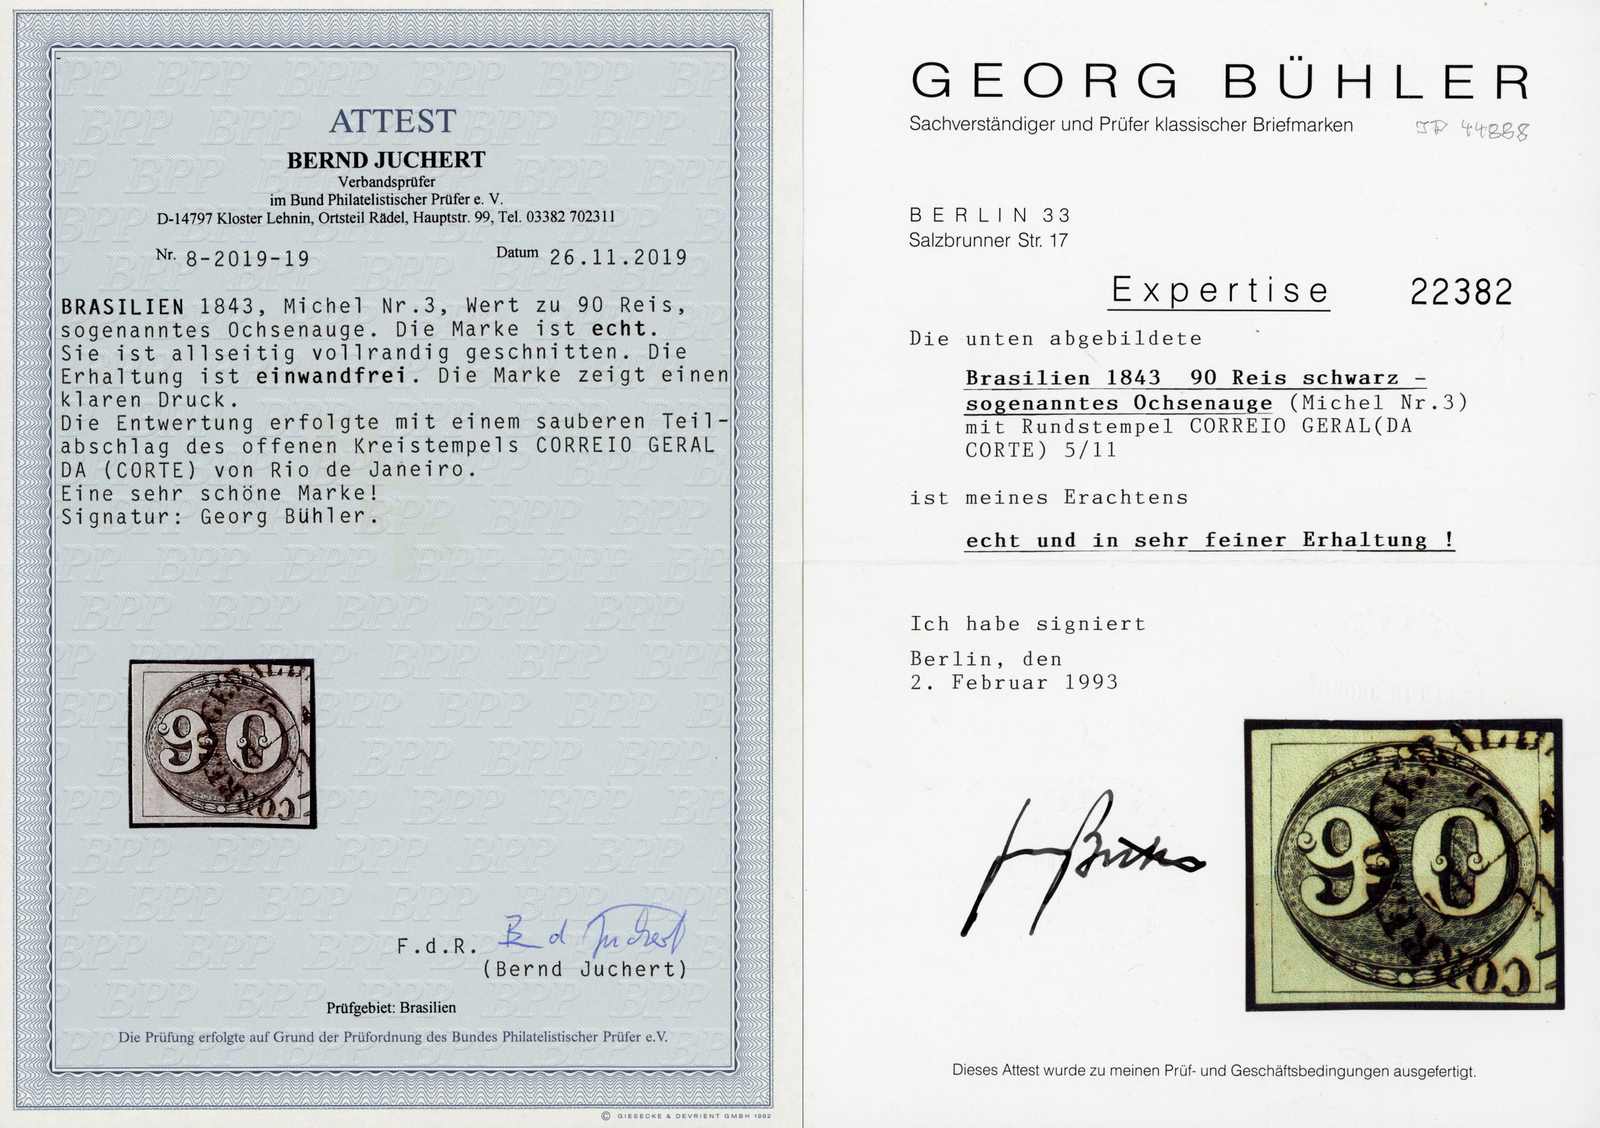 ATTEST
BERND JUCHERT
Verbandsprüfer
im Bund Philatelistischer Prüfer e. V.
D-14797 Kloster Lehnin, Ortsteil Rädel, Hauptstr. 99, Tel. 03382 702311
Nr. 8-2019-19 Datum 26.11.2019
BRASILIEN 1843, Michel Nr.3, Wert zu 90 Reis,
sogenanntes Ochsenauge. Die Marke ist echt.
Sie ist allseitig vollrandig geschnitten. Die
Erhaltung ist einwandfrei. Die Marke zeigt einen
klaren Druck.
Die Entwertung erfolgte mit einem sauberen Teil-
abschlag des offenen Kreistempels CORREIO GERAL
DA (CORTE) von Rio de Janeiro.
Eine sehr schöne Marke!
Signatur: Georg Bühler.
90
F.d.R. Bernd Juchert
(Bernd Juchert)
Prüfgebiet: Brasilien
Die Prüfung erfolgte auf Grund der Prüfordnung des Bundes Philatelistischer Prüfer e.V.
© GIESECKE & DEVRIENT GMBH 1992
GEORG BÜHLER
Sachverständiger und Prüfer klassischer Briefmarken
44888
BERLIN 33
Salzbrunner Str. 17
Expertise 22382
Die unten abgebildete
Brasilien 1843 90 Reis schwarz -
sogenanntes Ochsenauge (Michel Nr.3)
mit Rundstempel CORREIO GERAL(DA
CORTE) 5/11
ist meines Erachtens
echt und in sehr feiner Erhaltung !
Ich habe signiert
Berlin, den
2. Februar 1993
90
Dieses Attest wurde zu meinen Prüf- und Geschäftsbedingungen ausgefertigt.